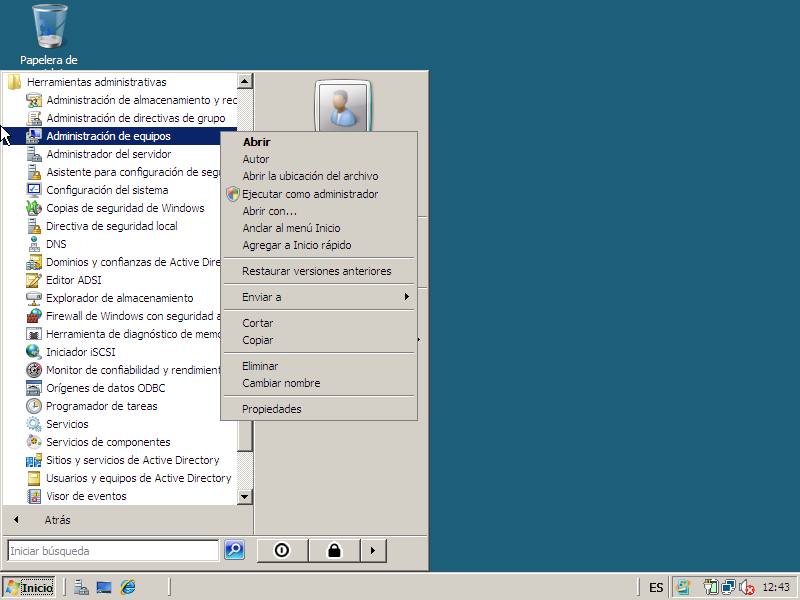 Papelera de
Herramientas administrativas
Administración de almacenamiento y rec
Administración de directivas de grupo
Administración de equipos
Administrador del servidor
Asistente para configuración de segu
Configuración del sistema
Copias de seguridad de Windows
Directiva de seguridad local
DNS
Dominios y confianzas de Active Dire
Editor ADSI
Explorador de almacenamiento
Firewall de Windows con seguridad a
Herramienta de diagnóstico de memo
Iniciador iSCSI
Monitor de confiabilidad y rendimient
Orígenes de datos ODBC
Programador de tareas
Servicios
Servicios de componentes
Sitios y servicios de Active Directory
Usuarios y equipos de Active Directory
Visor de eventos
Atrás
Iniciar búsqueda
Abrir
Autor
Abrir la ubicación del archivo
Ejecutar como administrador
Abrir con...
Anclar al menú Inicio
Agregar a Inicio rápido
Restaurar versiones anteriores
Enviar a
Cortar
Copiar
Eliminar
Cambiar nombre
Propiedades
Inicio
ES
12:43